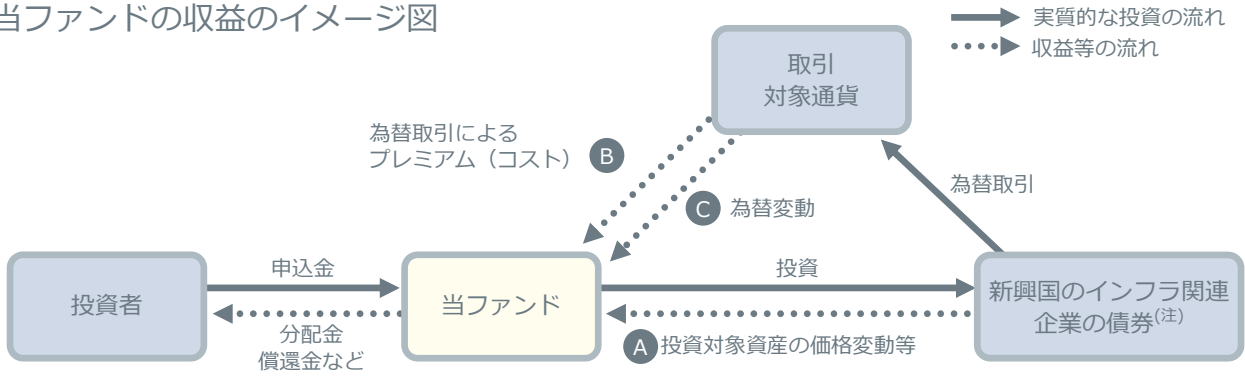 当ファンドの収益のイメージ図
実質的な投資の流れ
収益等の流れ
取引
対象通貨
為替取引による
プレミアム（コスト）
B
C
為替変動
為替取引
投資者
申込金
分配金
償還金など
当ファンド
投資
A
投資対象資産の価格変動等
新興国のインフラ関連
企業の債券(注)